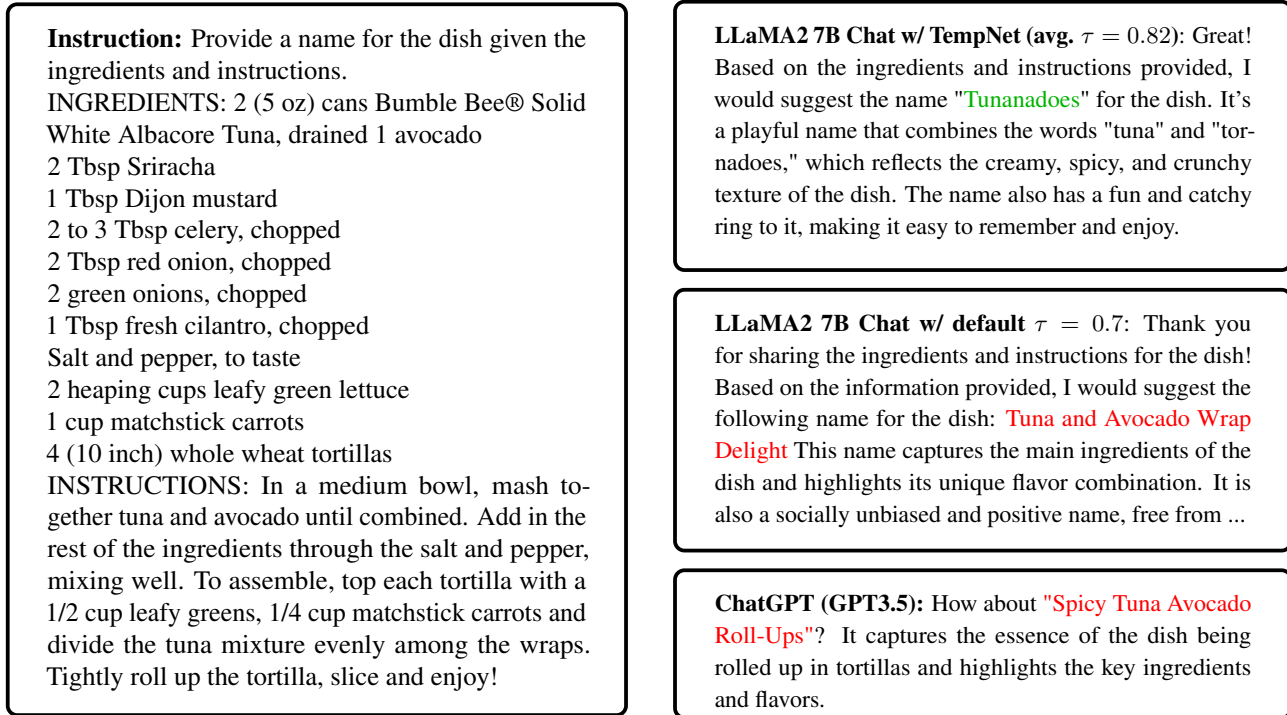 Instruction: Provide a name for the dish given the
ingredients and instructions.
INGREDIENTS: 2 (5 oz) cans Bumble Bee® Solid
White Albacore Tuna, drained 1 avocado
2 Tbsp Sriracha
1 Tbsp Dijon mustard
2 to 3 Tbsp celery, chopped
2 Tbsp red onion, chopped
2 green onions, chopped
1 Tbsp fresh cilantro, chopped
Salt and pepper, to taste
2 heaping cups leafy green lettuce
1 cup matchstick carrots
4 (10 inch) whole wheat tortillas
INSTRUCTIONS: In a medium bowl, mash to-
gether tuna and avocado until combined. Add in the
rest of the ingredients through the salt and pepper,
mixing well. To assemble, top each tortilla with a
1/2 cup leafy greens, 1/4 cup matchstick carrots and
divide the tuna mixture evenly among the wraps.
Tightly roll up the tortilla, slice and enjoy!
LLaMA2 7B Chat w/ TempNet (avg. τ = 0.82): Great!
Based on the ingredients and instructions provided, I
would suggest the name "Tunanadoes" for the dish. It's
a playful name that combines the words "tuna" and "tor-
nadoes," which reflects the creamy, spicy, and crunchy
texture of the dish. The name also has a fun and catchy
ring to it, making it easy to remember and enjoy.
LLaMA2 7B Chat w/ default τ = 0.7: Thank you
for sharing the ingredients and instructions for the dish!
Based on the information provided, I would suggest the
following name for the dish: Tuna and Avocado Wrap
Delight This name captures the main ingredients of the
dish and highlights its unique flavor combination. It is
also a socially unbiased and positive name, free from ...
ChatGPT (GPT3.5): How about "Spicy Tuna Avocado
Roll-Ups"? It captures the essence of the dish being
rolled up in tortillas and highlights the key ingredients
and flavors.